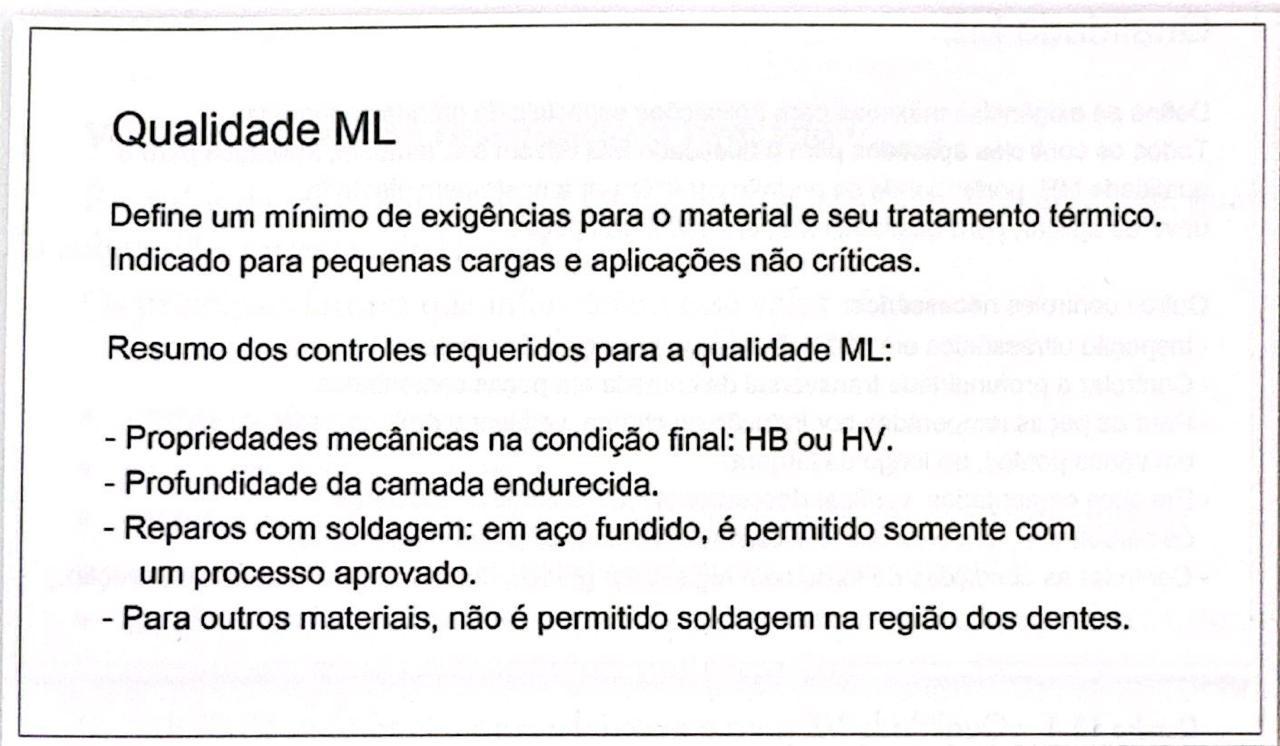 Qualidade ML
Define um mínimo de exigências para o material e seu tratamento térmico.
Indicado para pequenas cargas e aplicações não críticas.
Resumo dos controles requeridos para a qualidade ML:
- Propriedades mecânicas na condição final: HB ou HV.
- Profundidade da camada endurecida.
- Reparos com soldagem: em aço fundido, é permitido somente com
um processo aprovado.
- Para outros materiais, não é permitido soldagem na região dos dentes.